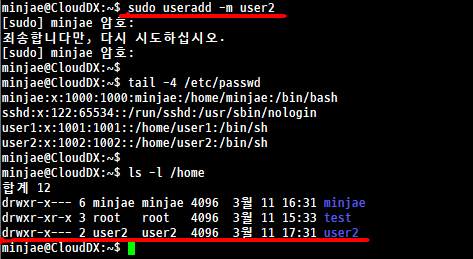 minjae@CloudDX:~$ sudo useradd -m user2
[sudo] minjae 암호:
죄송합니다만, 다시 시도하십시오.
[sudo] minjae 암호:
minjae@CloudDX:~$
minjae@CloudDX:~$ tail -4 /etc/passwd
minjae:x:1000:1000:minjae:/home/minjae:/bin/bash
sshd:x:122:65534::/run/sshd:/usr/sbin/nologin
user1:x:1001:1001::/home/user1:/bin/sh
user2:x:1002:1002::/home/user2:/bin/sh
minjae@CloudDX:~$
minjae@CloudDX:~$ ls -l /home
합계 12
drwxr-x--- 6 minjae minjae 4096  3월 11 16:31 minjae
drwxr-xr-x 3 root   root   4096  3월 11 15:33 test
drwxr-x--- 2 user2  user2  4096  3월 11 17:31 user2
minjae@CloudDX:~$